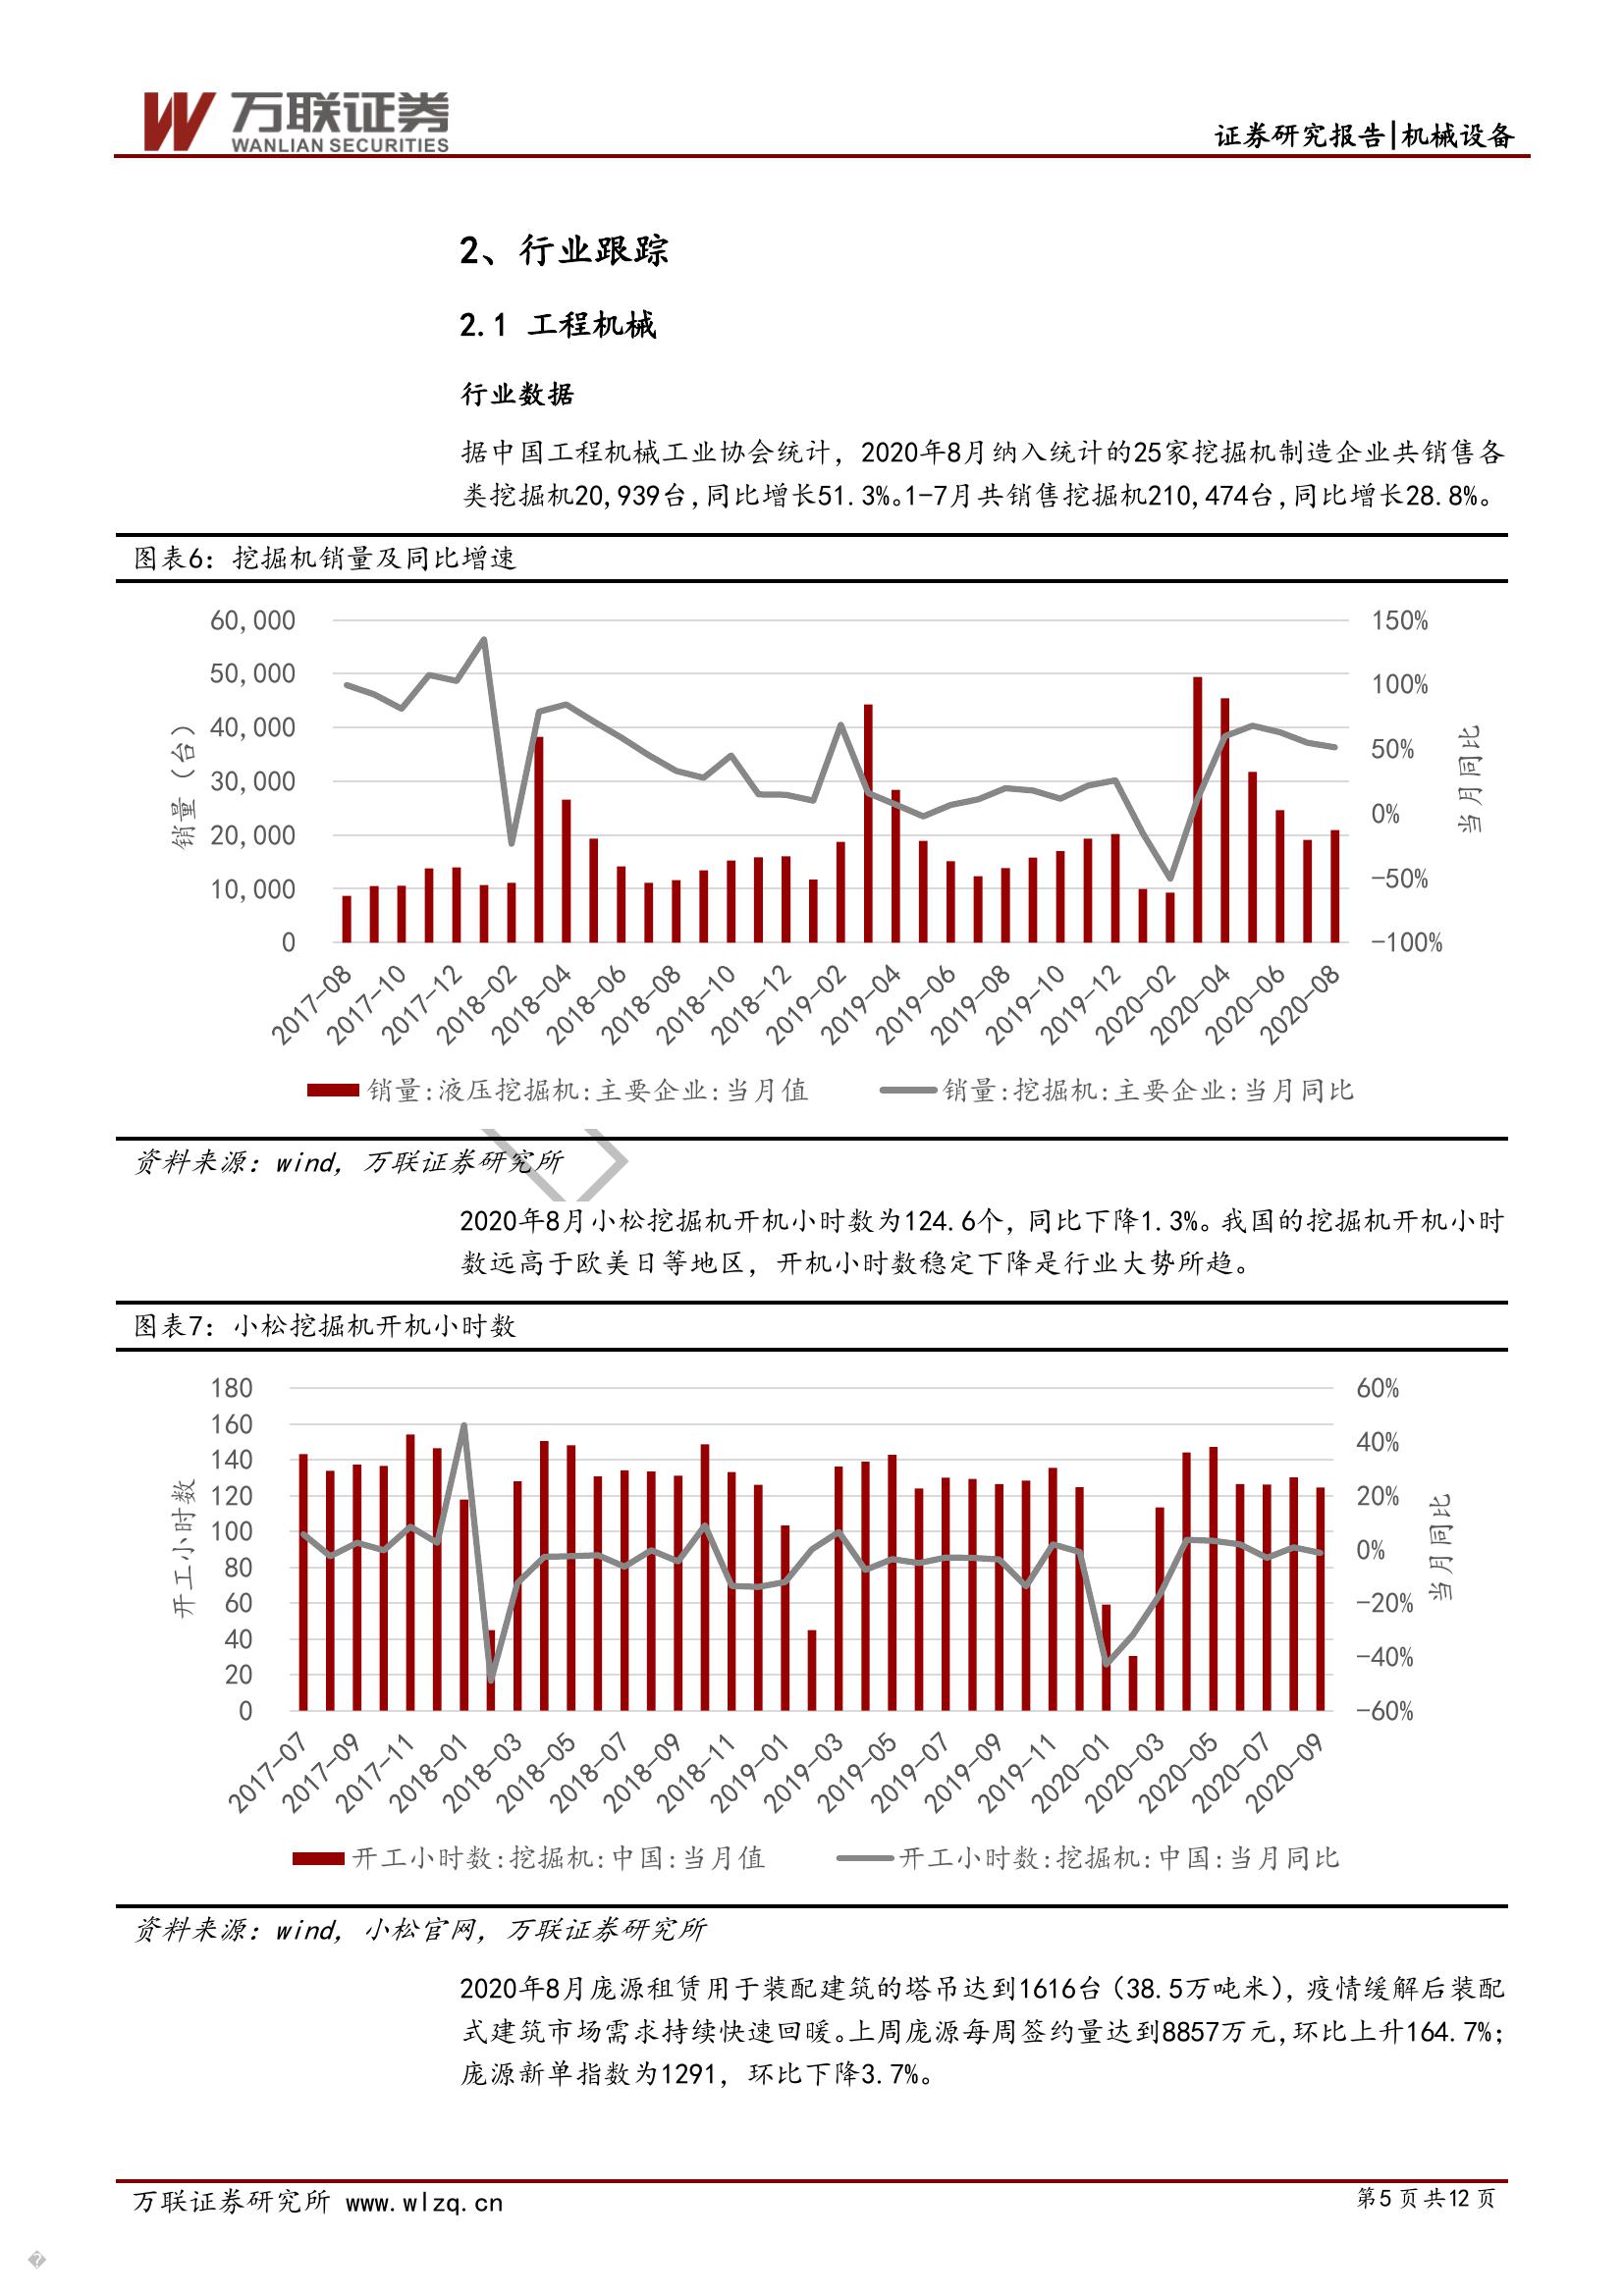 万联证券
WANLIAN SECURITIES
证券研究报告|机械设备
2、行业跟踪
2.1 工程机械
行业数据
据中国工程机械工业协会统计，2020年8月纳入统计的25家挖掘机制造企业共销售各
类挖掘机20,939台,同比增长51.3%。1-7月共销售挖掘机210,474台,同比增长28.8%。
图表6：挖掘机销量及同比增速
60,000
50,000
40,000
30,000
20,000
10,000
0
销量（台）
150%
100%
50%
0%
-50%
-100%
当月同比
2017-08
2017-10
2017-12
2018-02
2018-04
2018-06
2018-08
2018-10
2018-12
2019-02
2019-04
2019-06
2019-08
2019-10
2019-12
2020-02
2020-04
2020-06
2020-08
销量:液压挖掘机:主要企业:当月值
销量:挖掘机:主要企业:当月同比
资料来源：wind，万联证券研究所
2020年8月小松挖掘机开机小时数为124.6个，同比下降1.3%。我国的挖掘机开机小时
数远高于欧美日等地区，开机小时数稳定下降是行业大势所趋。
图表7：小松挖掘机开机小时数
180
160
140
120
100
80
60
40
20
0
开工小时数
60%
40%
20%
0%
-20%
-40%
-60%
当月同比
2017-07
2017-09
2017-11
2018-01
2018-03
2018-05
2018-07
2018-09
2018-11
2019-01
2019-03
2019-05
2019-07
2019-09
2019-11
2020-01
2020-03
2020-05
2020-07
2020-09
开工小时数:挖掘机:中国:当月值
开工小时数:挖掘机:中国:当月同比
资料来源：wind，小松官网，万联证券研究所
2020年8月庞源租赁用于装配建筑的塔吊达到1616台（38.5万吨米），疫情缓解后装配
式建筑市场需求持续快速回暖。上周庞源每周签约量达到8857万元,环比上升164.7%；
庞源新单指数为1291，环比下降3.7%。
万联证券研究所 www.wlzq.cn
第5页共12页